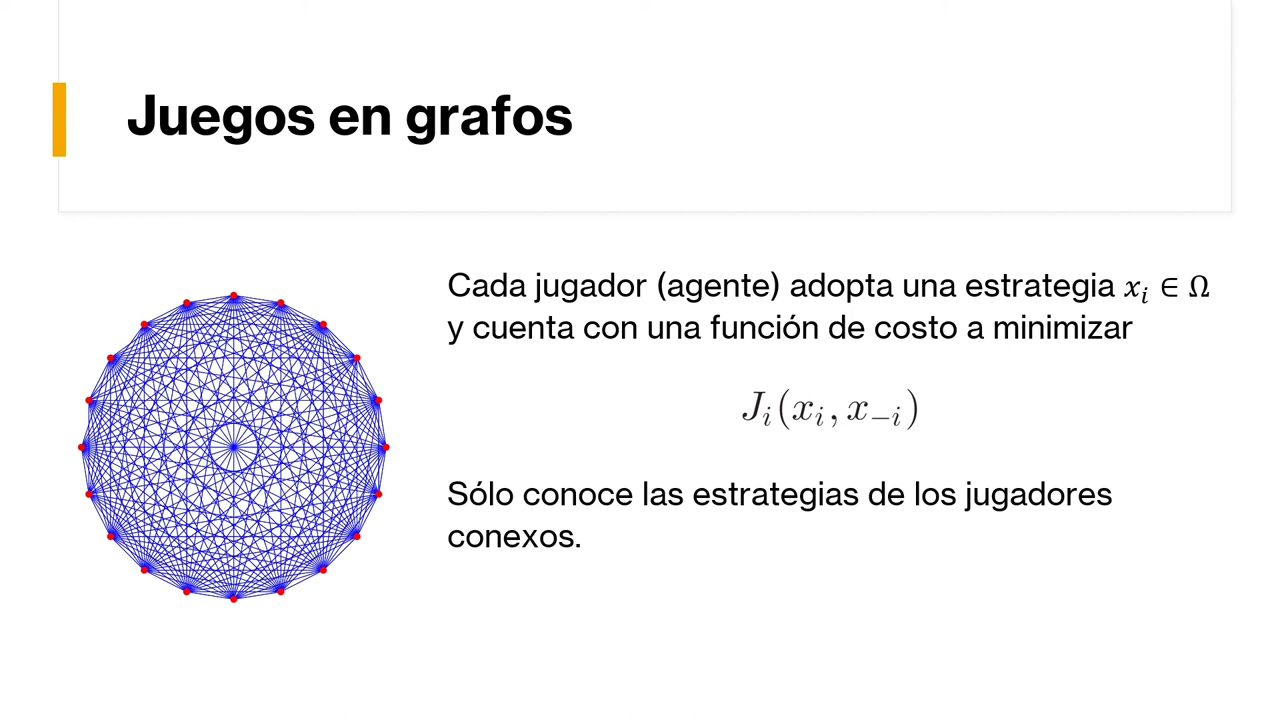 Juegos en grafos
Cada jugador (agente) adopta una estrategia 𝑥ᵢ ∈ Ω
y cuenta con una función de costo a minimizar
Jᵢ(xᵢ, x₋ᵢ)
Sólo conoce las estrategias de los jugadores
conexos.